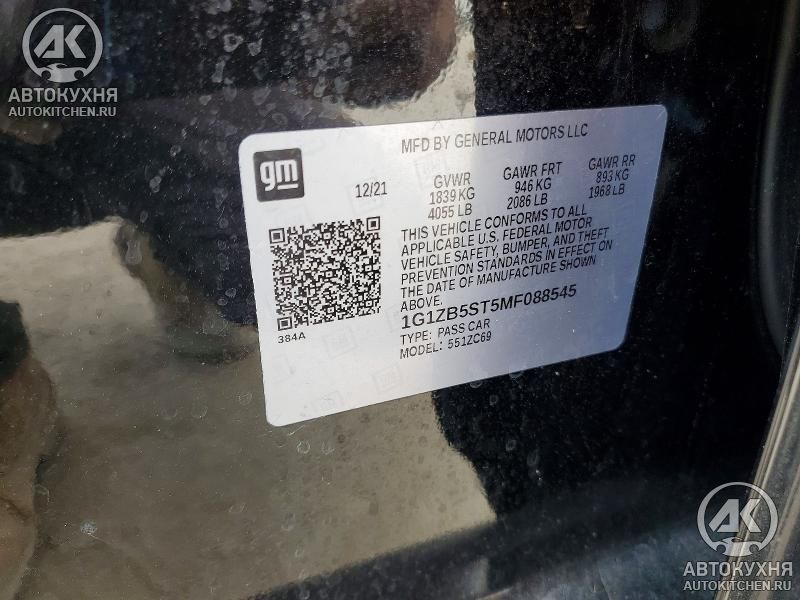 АК
АВТОКУХНЯ
AUTOKITCHEN.RU
MFD BY GENERAL MOTORS LLC
gm
12/21
GVWR GAWR FRT GAWR RR
1839 KG 946 KG 893 KG
4055 LB 2086 LB 1968 LB
THIS VEHICLE CONFORMS TO ALL
APPLICABLE U.S. FEDERAL MOTOR
VEHICLE SAFETY, BUMPER, AND THEFT
PREVENTION STANDARDS IN EFFECT ON
THE DATE OF MANUFACTURE SHOWN
ABOVE.
1G1ZB5ST5MF088545
TYPE: PASS CAR
MODEL: 551ZC69
384A
АК
АВТОКУХНЯ
AUTOKITCHEN.RU